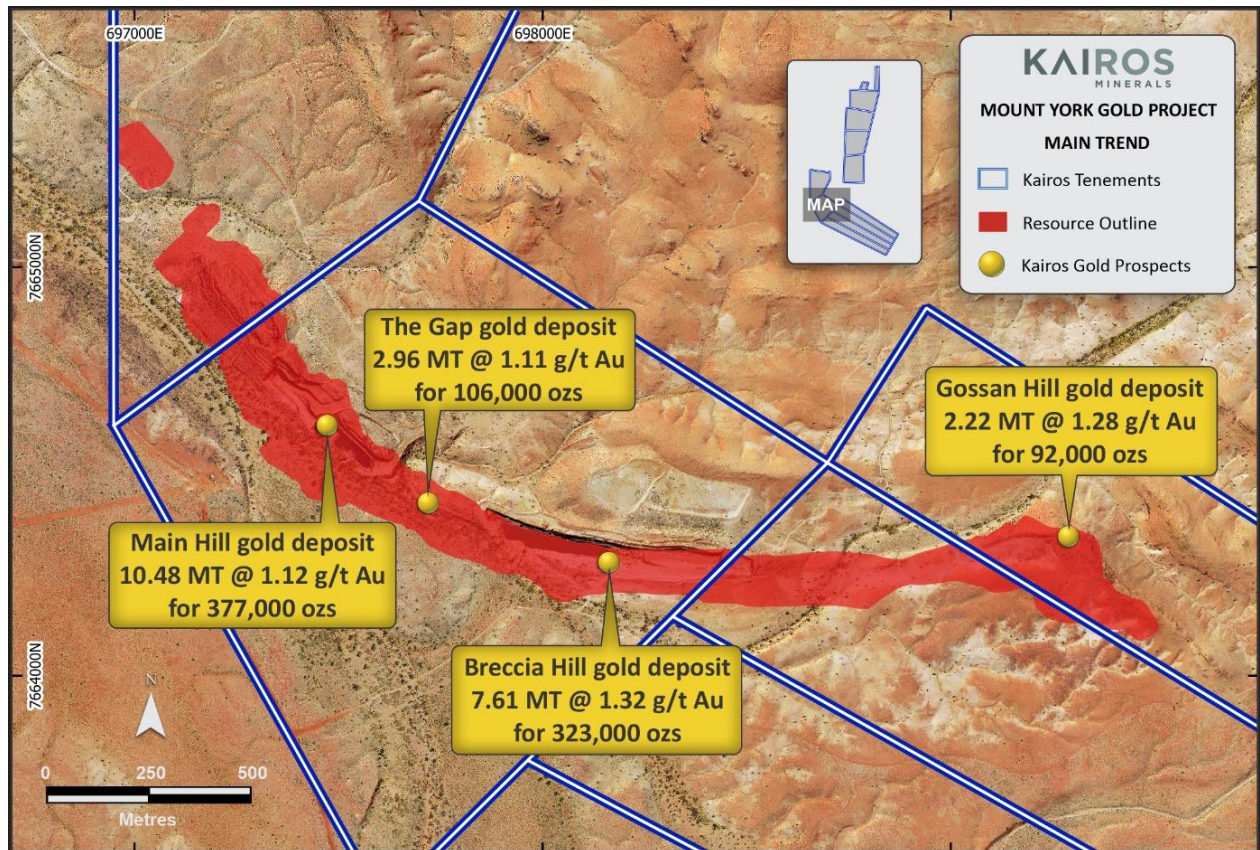 697000E
698000E
7665000N
7664000N
KAIROS
MINERALS
MOUNT YORK GOLD PROJECT
MAIN TREND
Kairos Tenements
Resource Outline
Kairos Gold Prospects
MAP
The Gap gold deposit
2.96 MT @ 1.11 g/t Au
for 106,000 ozs
Gossan Hill gold deposit
2.22 MT @ 1.28 g/t Au
for 92,000 ozs
Main Hill gold deposit
10.48 MT @ 1.12 g/t Au
for 377,000 ozs
Breccia Hill gold deposit
7.61 MT @ 1.32 g/t Au
for 323,000 ozs
N
0 250 500
Metres